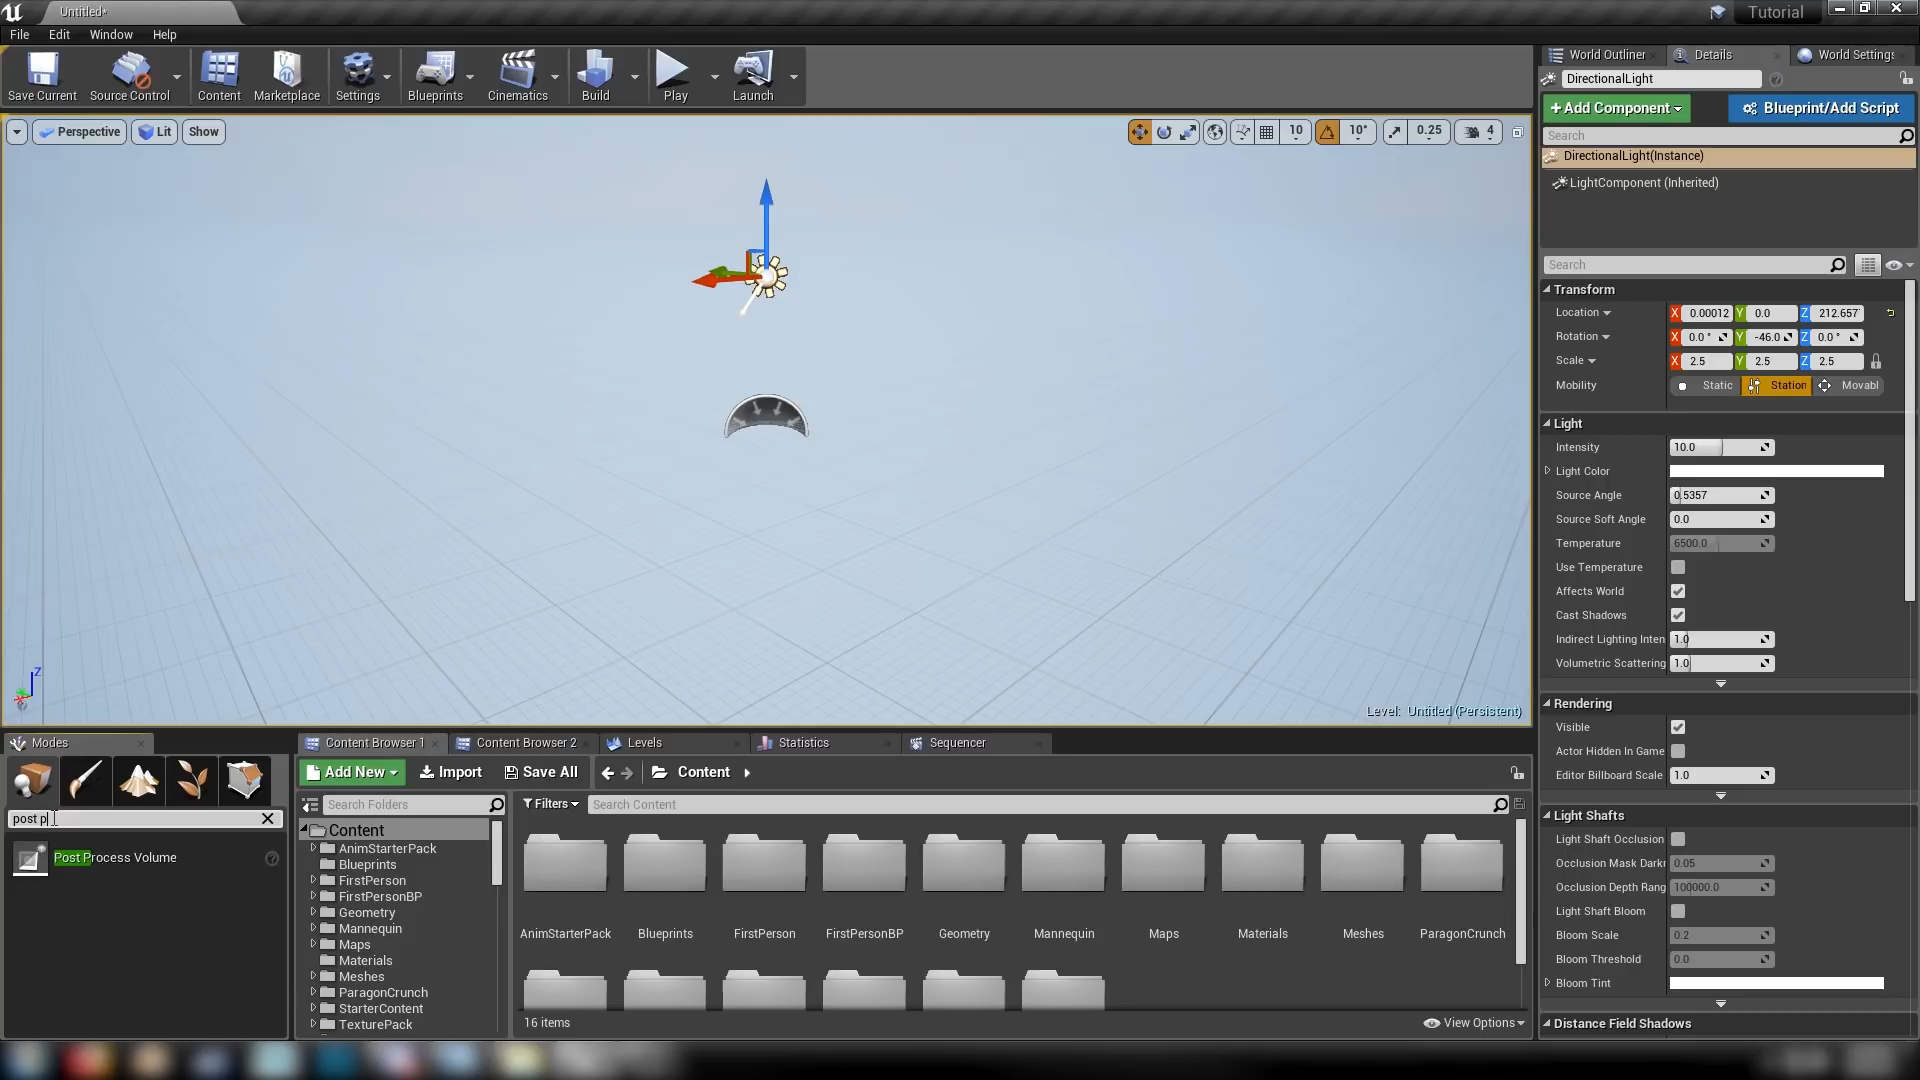 Untitled*
Tutorial
File Edit Window Help
Save Current Source Control Content Marketplace Settings Blueprints Cinematics Build Play Launch
Perspective Lit Show
10 10° 0.25 4
Level: Untitled (Persistent)
World Outliner Details World Settings
DirectionalLight
+Add Component Blueprint/Add Script
Search
DirectionalLight(Instance)
LightComponent (Inherited)
Search
Transform
Location X 0.00012 Y 0.0 Z 212.657
Rotation X 0.0 ° Y -46.0 Z 0.0 °
Scale X 2.5 Y 2.5 Z 2.5
Mobility Static Station Movabl
Light
Intensity 10.0
Light Color
Source Angle 0.5357
Source Soft Angle 0.0
Temperature 6500.0
Use Temperature
Affects World
Cast Shadows
Indirect Lighting Inten 1.0
Volumetric Scattering 1.0
Rendering
Visible
Actor Hidden In Game
Editor Billboard Scale 1.0
Light Shafts
Light Shaft Occlusion
Occlusion Mask Darkr 0.05
Occlusion Depth Rang 100000.0
Light Shaft Bloom
Bloom Scale 0.2
Bloom Threshold 0.0
Bloom Tint
Distance Field Shadows
Modes
post p
Post Process Volume
Content Browser 1 Content Browser 2 Levels Statistics Sequencer
Add New Import Save All Content
Search Folders
Filters Search Content
Content
AnimStarterPack
Blueprints
FirstPerson
FirstPersonBP
Geometry
Mannequin
Maps
Materials
Meshes
ParagonCrunch
StarterContent
TexturePack
AnimStarterPack Blueprints FirstPerson FirstPersonBP Geometry Mannequin Maps Materials Meshes ParagonCrunch
16 items
View Options